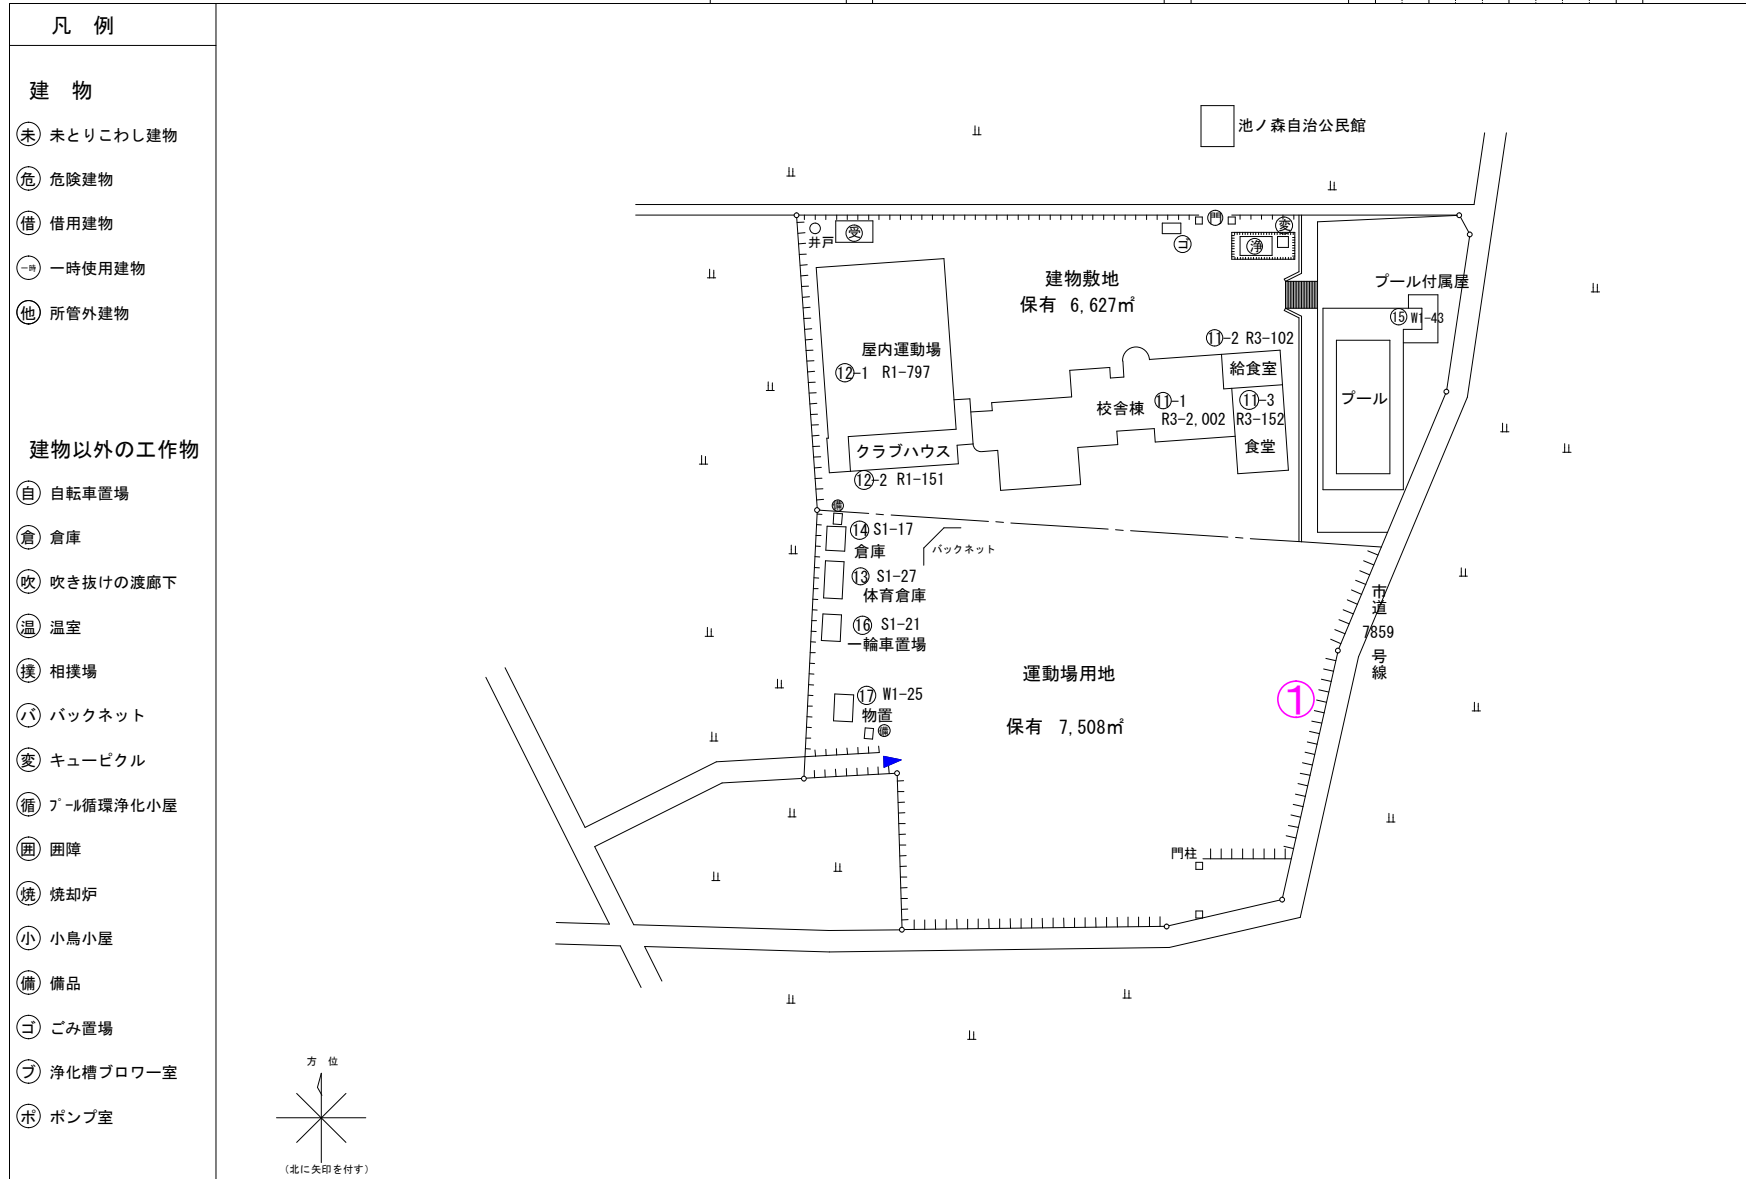 凡 例
建 物
未 未とりこわし建物
危 危険建物
借 借用建物
一時 一時使用建物
他 所管外建物
建物以外の工作物
自 自転車置場
倉 倉庫
吹 吹き抜けの渡廊下
温 温室
撲 相撲場
バ バックネット
変 キュービクル
循 プール循環浄化小屋
囲 囲障
焼 焼却炉
小 小鳥小屋
備 備品
ゴ ごみ置場
ブ 浄化槽ブロワー室
ポ ポンプ室
方 位
(北に矢印を付す)
池ノ森自治公民館
門
変
井戸
受
ゴ
浄
建物敷地
保有 6,627㎡
プール付属屋
⑮ W1-43
⑪-2 R3-102
屋内運動場
⑫-1 R1-797
給食室
プール
校舎棟 ⑪-1
R3-2,002
⑪-3
R3-152
食堂
クラブハウス
⑫-2 R1-151
備
⑭ S1-17
倉庫
バックネット
⑬ S1-27
体育倉庫
⑯ S1-21
一輪車置場
市道
7859
号線
運動場用地
保有 7,508㎡
①
⑰ W1-25
物置
備
門柱